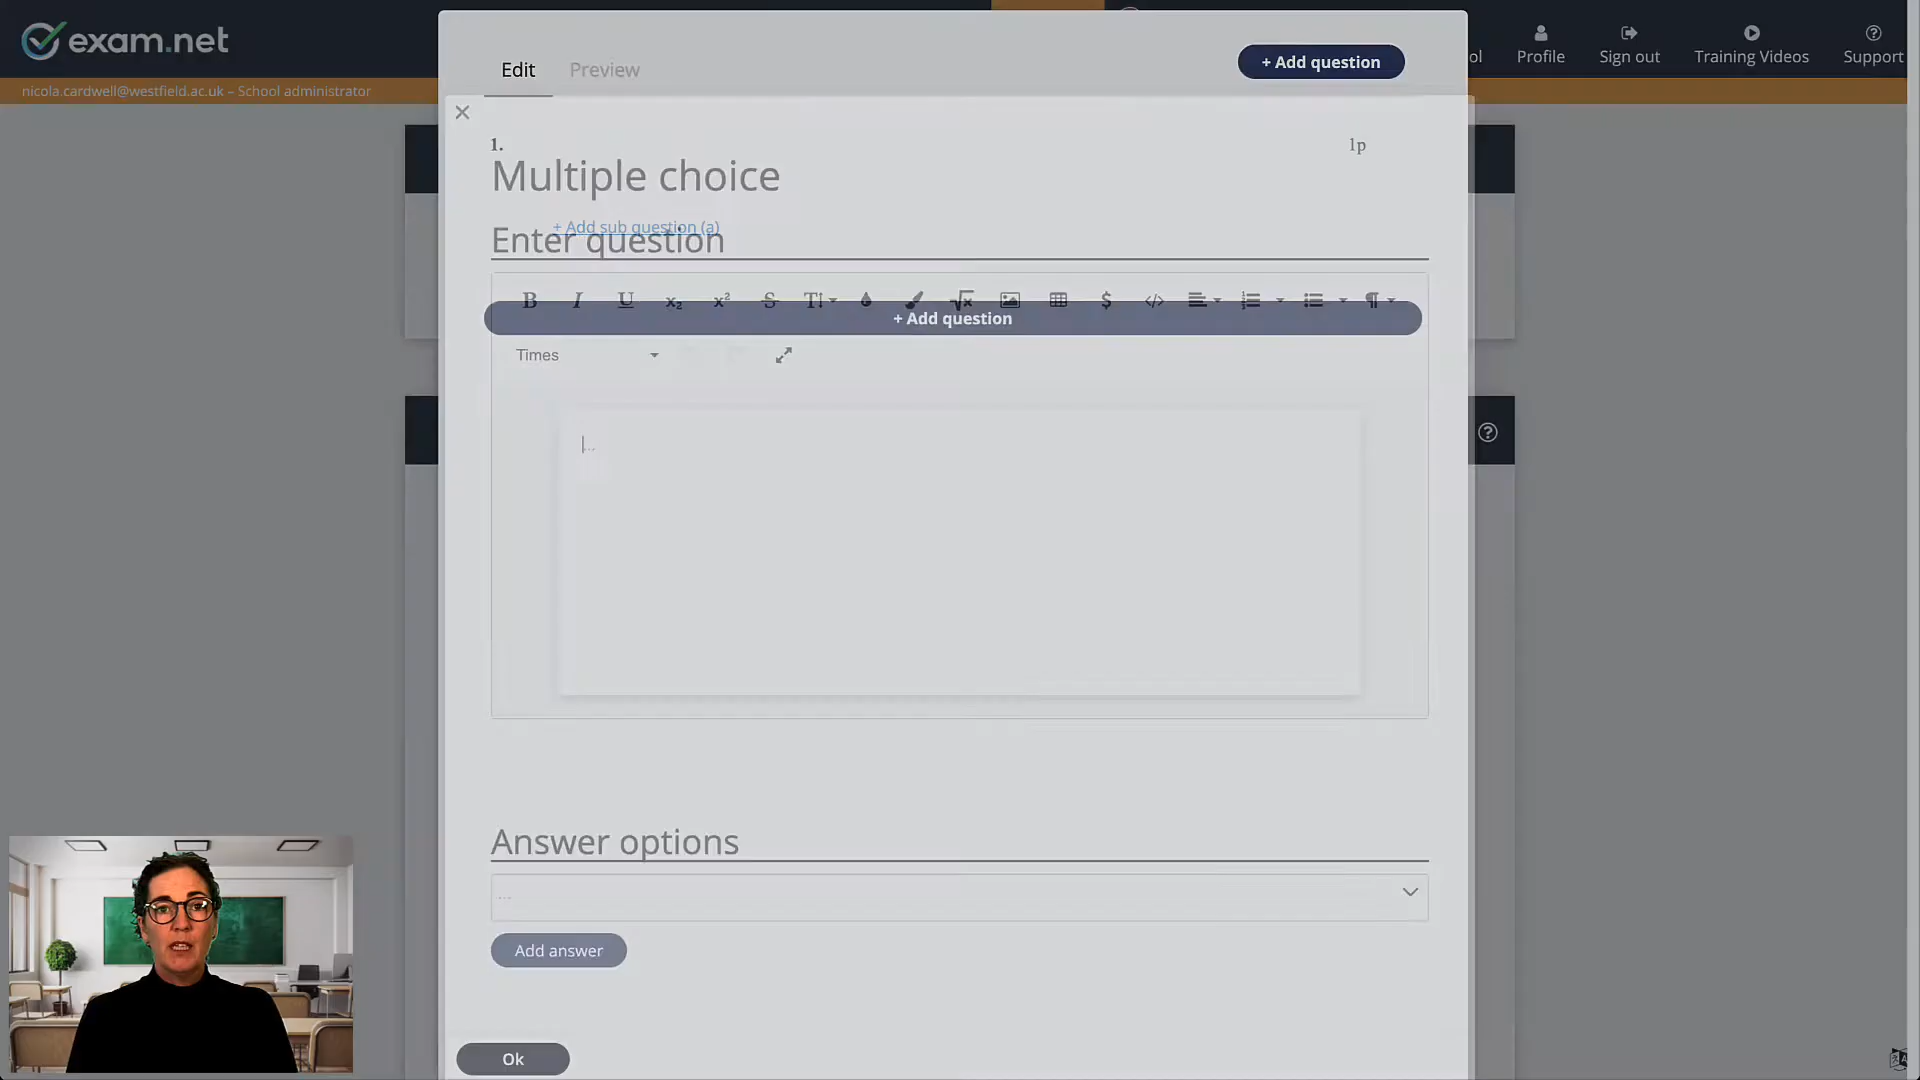 exam.net
Profile
Sign out
Training Videos
Support
nicola.cardwell@westfield.ac.uk – School administrator
Edit
Preview
+ Add question
1.
1p
Multiple choice
+ Add sub question (a)
Enter question
+ Add question
Times
...
Answer options
...
Add answer
Ok